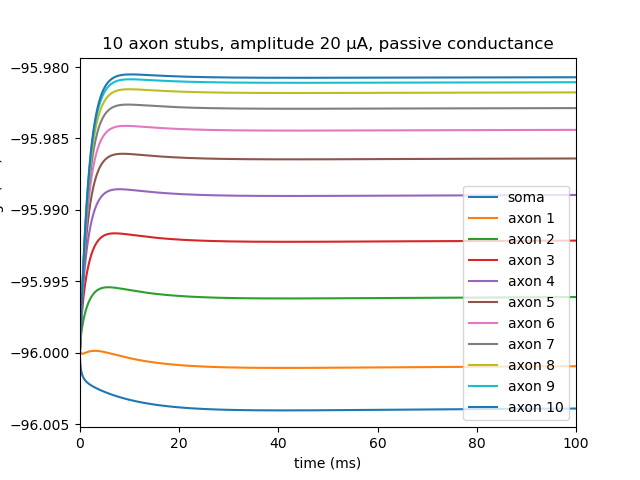 10 axon stubs, amplitude 20 µA, passive conductance
−95.980
−95.985
−95.990
−95.995
−96.000
−96.005
0
20
40
60
80
100
time (ms)
soma
axon 1
axon 2
axon 3
axon 4
axon 5
axon 6
axon 7
axon 8
axon 9
axon 10